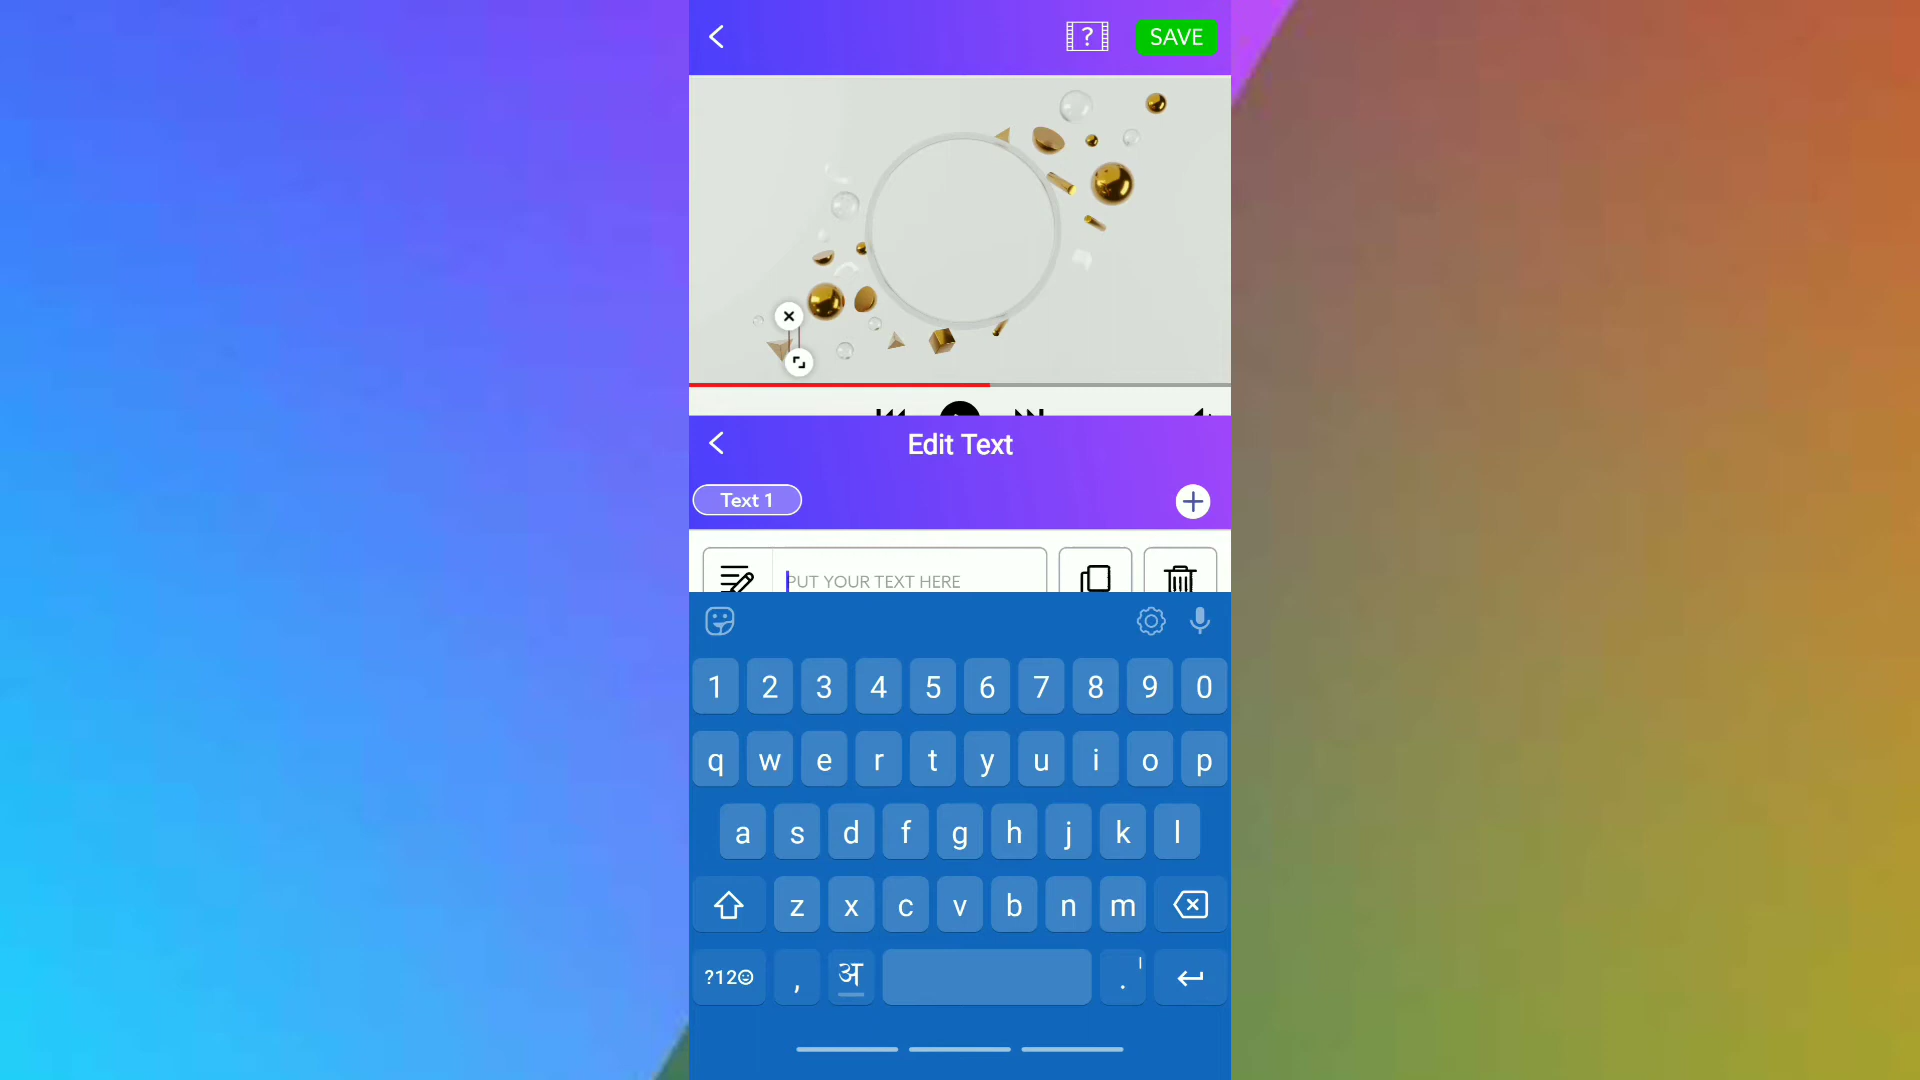 ?
SAVE
Edit Text
Text 1
PUT YOUR TEXT HERE
1 2 3 4 5 6 7 8 9 0
q w e r t y u i o p
a s d f g h j k l
z x c v b n m
?12 , अ . ।